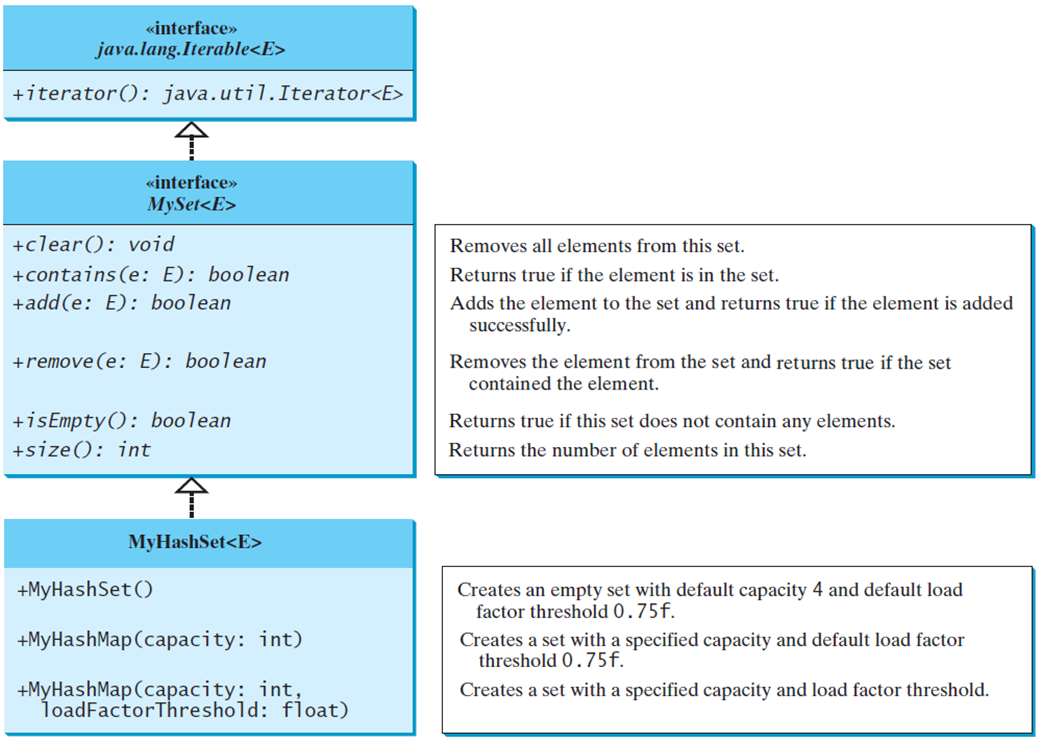 «interface»
java.lang.Iterable<E>
+iterator(): java.util.Iterator<E>
«interface»
MySet<E>
+clear(): void
Removes all elements from this set.
+contains(e: E): boolean
Returns true if the element is in the set.
+add(e: E): boolean
Adds the element to the set and returns true if the element is added
successfully.
+remove(e: E): boolean
Removes the element from the set and returns true if the set
contained the element.
+isEmpty(): boolean
Returns true if this set does not contain any elements.
+size(): int
Returns the number of elements in this set.
MyHashSet<E>
+MyHashSet()
Creates an empty set with default capacity 4 and default load
factor threshold 0.75f.
+MyHashMap(capacity: int)
Creates a set with a specified capacity and default load factor
threshold 0.75f.
+MyHashMap(capacity: int,
loadFactorThreshold: float)
Creates a set with a specified capacity and load factor threshold.